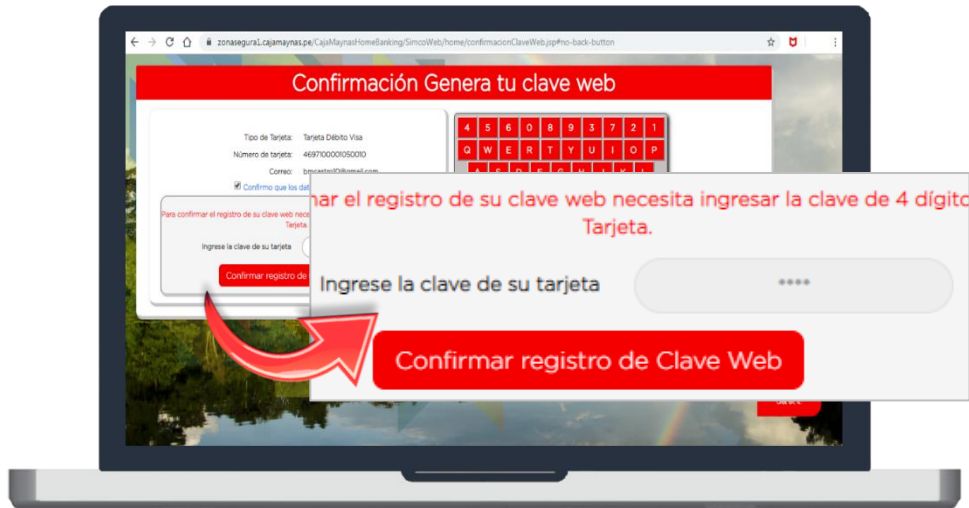 zonasegura1.cajamaynas.pe/CajaMaynasHomeBanking/SimcoWeb/home/confirmacionClaveWeb.jsp#no-back-button
Confirmación Genera tu clave web
Tipo de Tarjeta: Tarjeta Débito Visa
Número de tarjeta: 4697100001050010
Correo:
Confirmo que los
4 5 6 0 8 9 3 7 2 1
Q W E R T Y U I O P
Para confirmar el registro de su clave web
Tarjeta.
Ingrese la clave de su tarjeta
Confirmar registro de
mar el registro de su clave web necesita ingresar la clave de 4 dígito
Tarjeta.
Ingrese la clave de su tarjeta ****
Confirmar registro de Clave Web